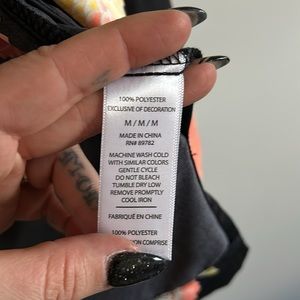 100% POLYESTER
EXCLUSIVE OF DECORATION
M / M / M
MADE IN CHINA
RN# 89782
MACHINE WASH COLD
WITH SIMILAR COLORS
GENTLE CYCLE
DO NOT BLEACH
TUMBLE DRY LOW
REMOVE PROMPTLY
COOL IRON
FABRIQUÉ EN CHINE
100% POLYESTER
COMPRISE